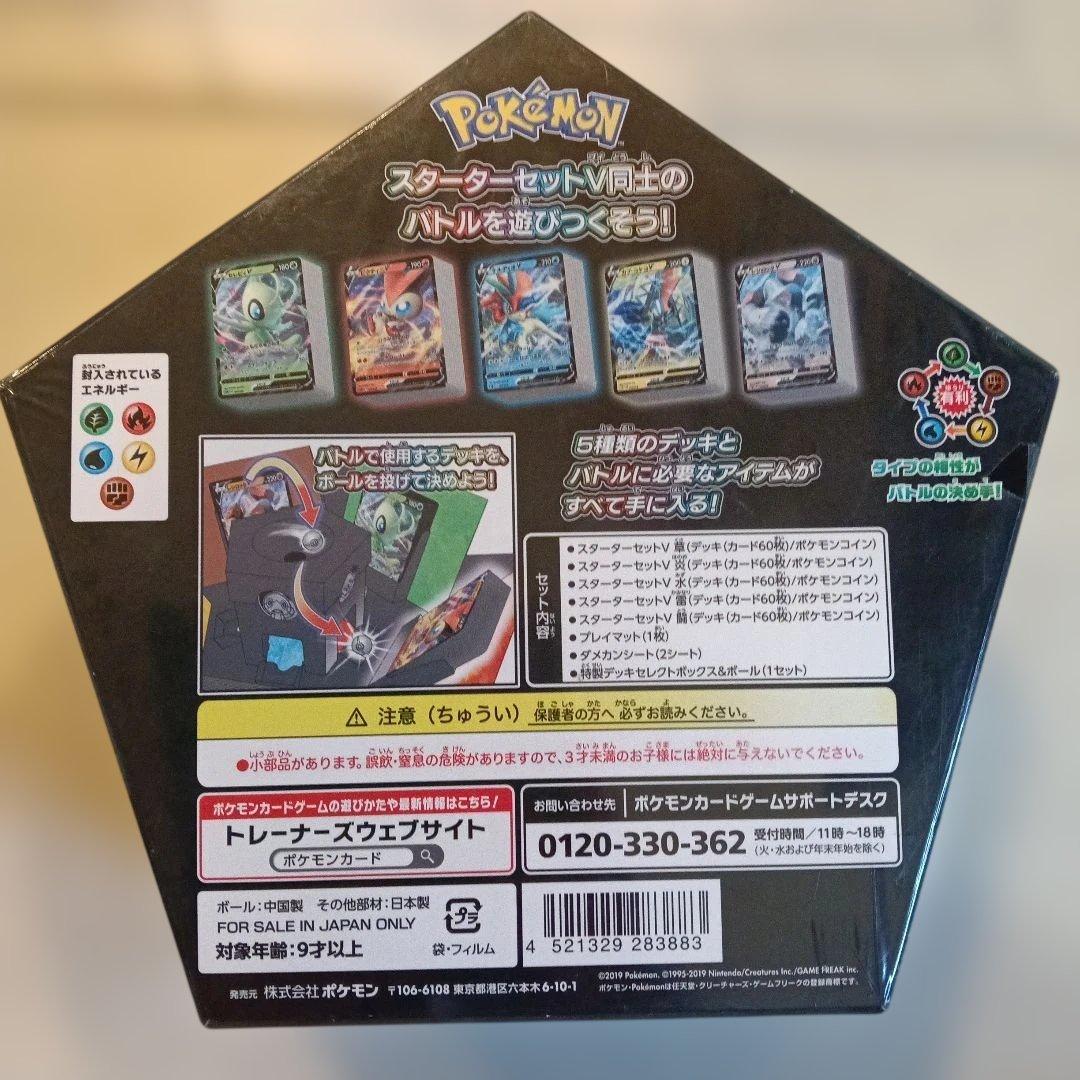 POKéMON
スターターセットV同士の
バトルを遊びつくそう!
セレビィV 180
190
210
200
220
封入されている
エネルギー
バトルで使用するデッキを、
ボールを投げて決めよう!
5種類のデッキと
バトルに必要なアイテムが
すべて手に入る!
有利
タイプの相性が
バトルの決め手!
セット内容
●スターターセットV 草(デッキ(カード60枚)/ポケモンコイン)
●スターターセットV 炎(デッキ(カード60枚)/ポケモンコイン)
●スターターセットV 水(デッキ(カード60枚)/ポケモンコイン)
●スターターセットV 雷(デッキ(カード60枚)/ポケモンコイン)
●スターターセットV 闘(デッキ(カード60枚)/ポケモンコイン)
●プレイマット(1枚)
●ダメカンシート(2シート)
●特製デッキセレクトボックス&ボール(1セット)
⚠ 注意(ちゅうい) 保護者の方へ 必ずお読みください。
●小部品があります。誤飲・窒息の危険がありますので、3才未満のお子様には絶対に与えないでください。
ポケモンカードゲームの遊びかたや最新情報はこちら!
トレーナーズウェブサイト
ポケモンカード
お問い合わせ先 ポケモンカードゲームサポートデスク
0120-330-362 受付時間/11時~18時
(火・水および年末年始を除く)
ボール:中国製 その他部材:日本製
FOR SALE IN JAPAN ONLY
対象年齢:9才以上
プラ
袋・フィルム
4 521329 283883
©2019 Pokémon. ©1995-2019 Nintendo/Creatures Inc./GAME FREAK inc.
ポケモン・Pokémonは任天堂・クリーチャーズ・ゲームフリークの登録商標です。
発売元 株式会社ポケモン 〒106-6108 東京都港区六本木6-10-1